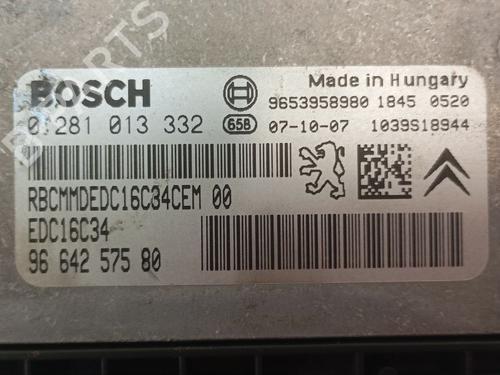 BOSCH
Made in Hungary
9653958980 1845 0520
0.281 013 332 658 07-10-07 1039S18944
RBCMMDEDC16C34CEM 00
EDC16C34
96 642 575 80